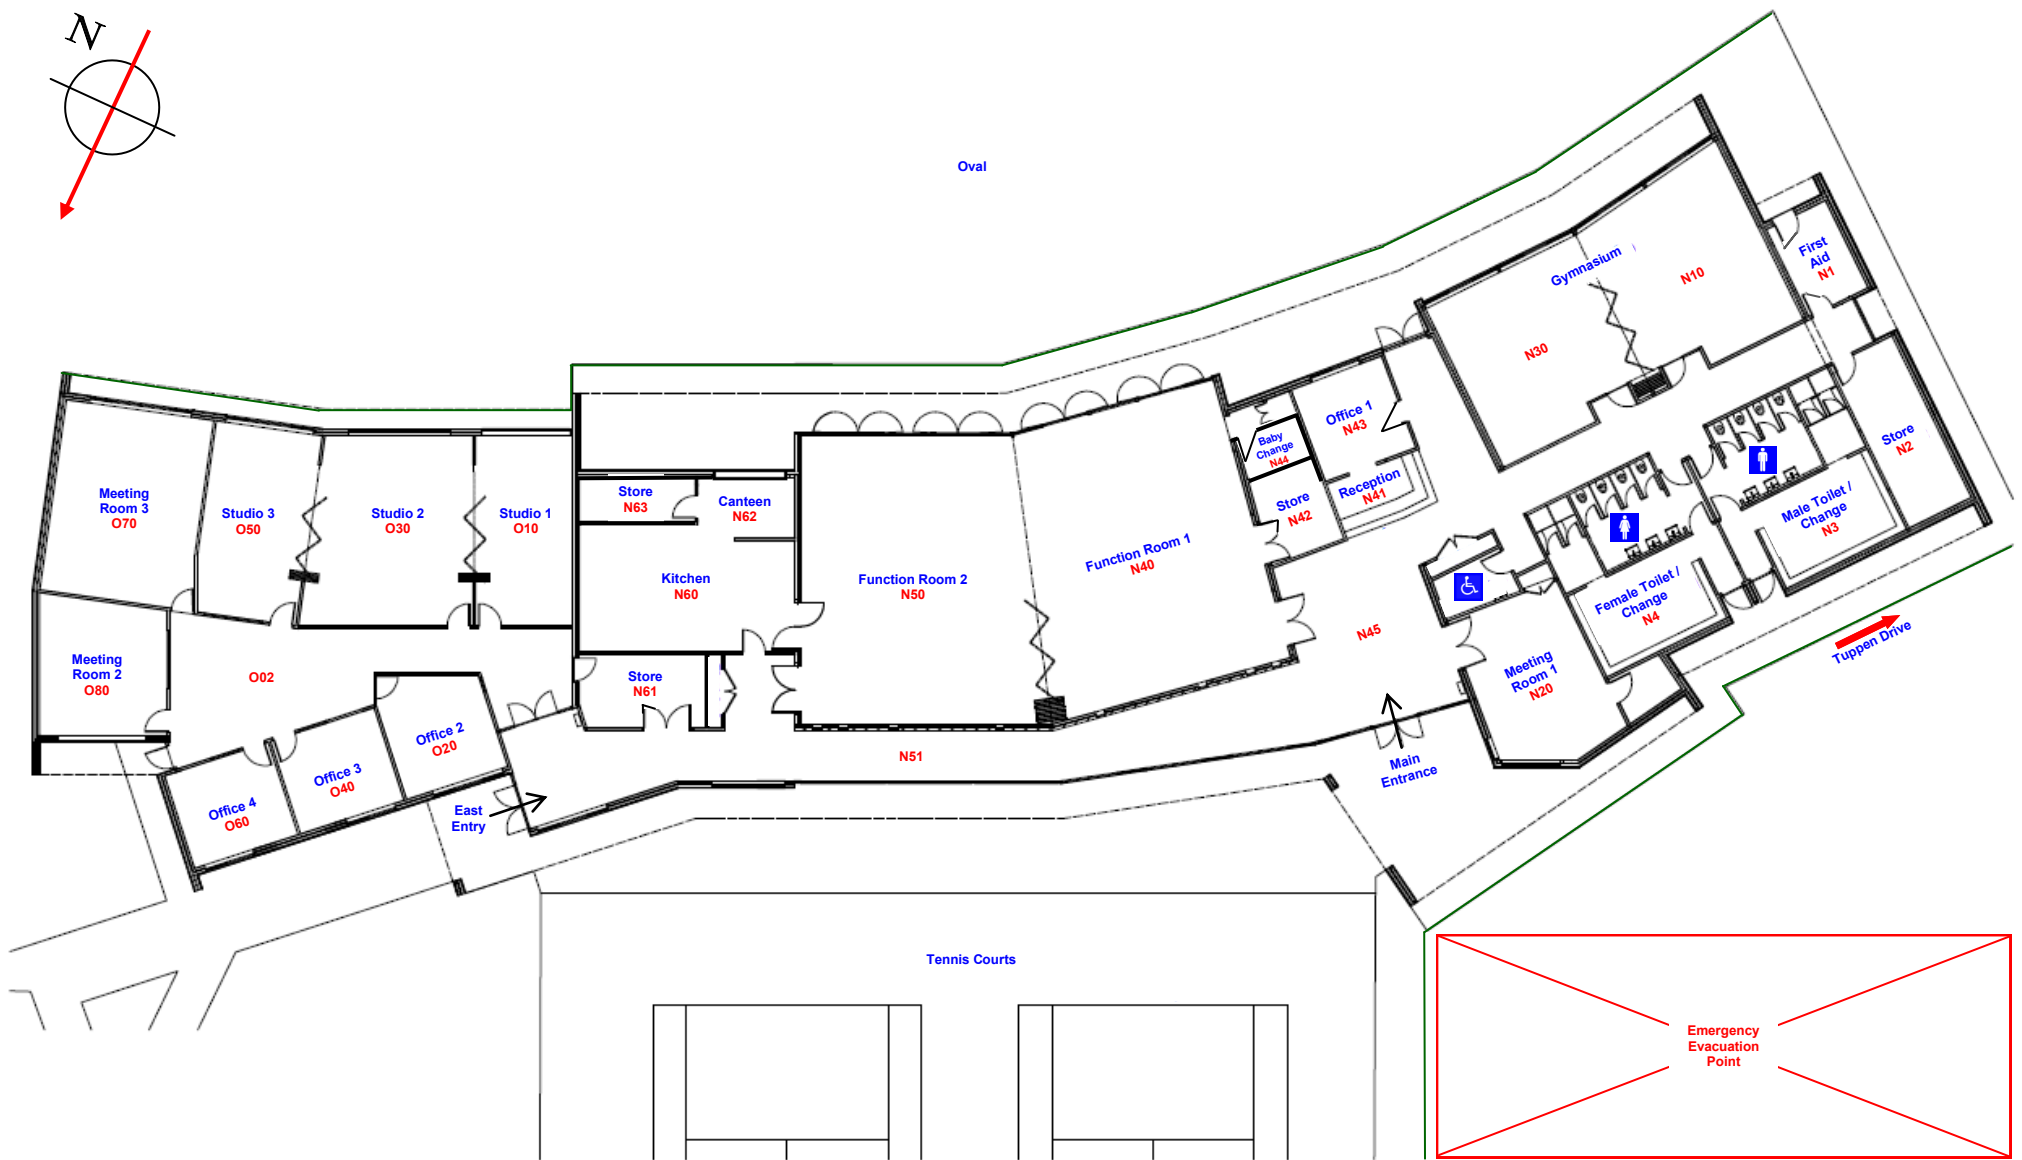 N
Oval
First
Aid
N1
Gymnasium
N10
N30
Store
N2
Office 1
N43
Baby
Change
N44
Reception
N41
Store
N42
Male Toilet /
Change
N3
Female Toilet /
Change
N4
Meeting
Room 3
O70
Studio 3
O50
Studio 2
O30
Studio 1
O10
Store
N63
Canteen
N62
Kitchen
N60
Function Room 2
N50
Function Room 1
N40
N45
Meeting
Room 1
N20
Tuppen Drive
Meeting
Room 2
O80
O02
Store
N61
Office 2
O20
Office 3
O40
Office 4
O60
N51
East
Entry
Main
Entrance
Tennis Courts
Emergency
Evacuation
Point